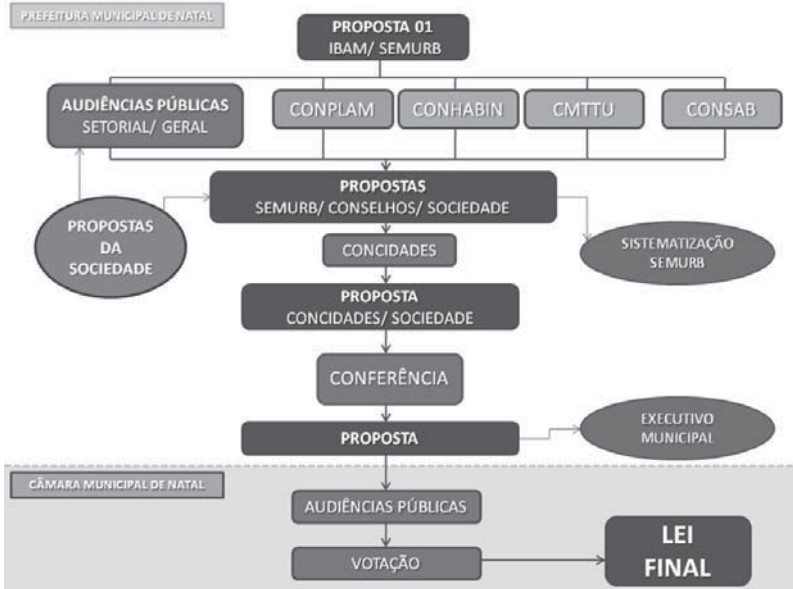 PREFEITURA MUNICIPAL DE NATAL
PROPOSTA 01
IBAM/ SEMURB
AUDIÊNCIAS PÚBLICAS
SETORIAL/ GERAL
CONPLAM
CONHABIN
CMTTU
CONSAB
PROPOSTAS
SEMURB/ CONSELHOS/ SOCIEDADE
PROPOSTAS
DA
SOCIEDADE
SISTEMATIZAÇÃO
SEMURB
CONCIDADES
PROPOSTA
CONCIDADES/ SOCIEDADE
CONFERÊNCIA
PROPOSTA
EXECUTIVO
MUNICIPAL
CÂMARA MUNICIPAL DE NATAL
AUDIÊNCIAS PÚBLICAS
VOTAÇÃO
LEI
FINAL